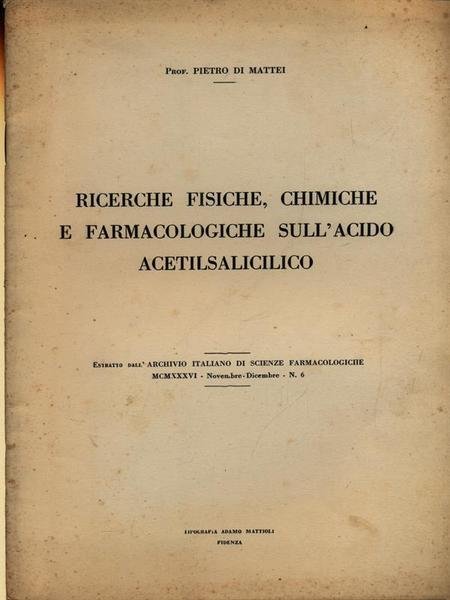 Prof. PIETRO DI MATTEI
RICERCHE FISICHE, CHIMICHE
E FARMACOLOGICHE SULL'ACIDO
ACETILSALICILICO
Estratto dall'ARCHIVIO ITALIANO DI SCIENZE FARMACOLOGICHE
MCMXXXVI - Novembre-Dicembre - N. 6
TIPOGRAFIA ADAMO MATTIOLI
FIDENZA